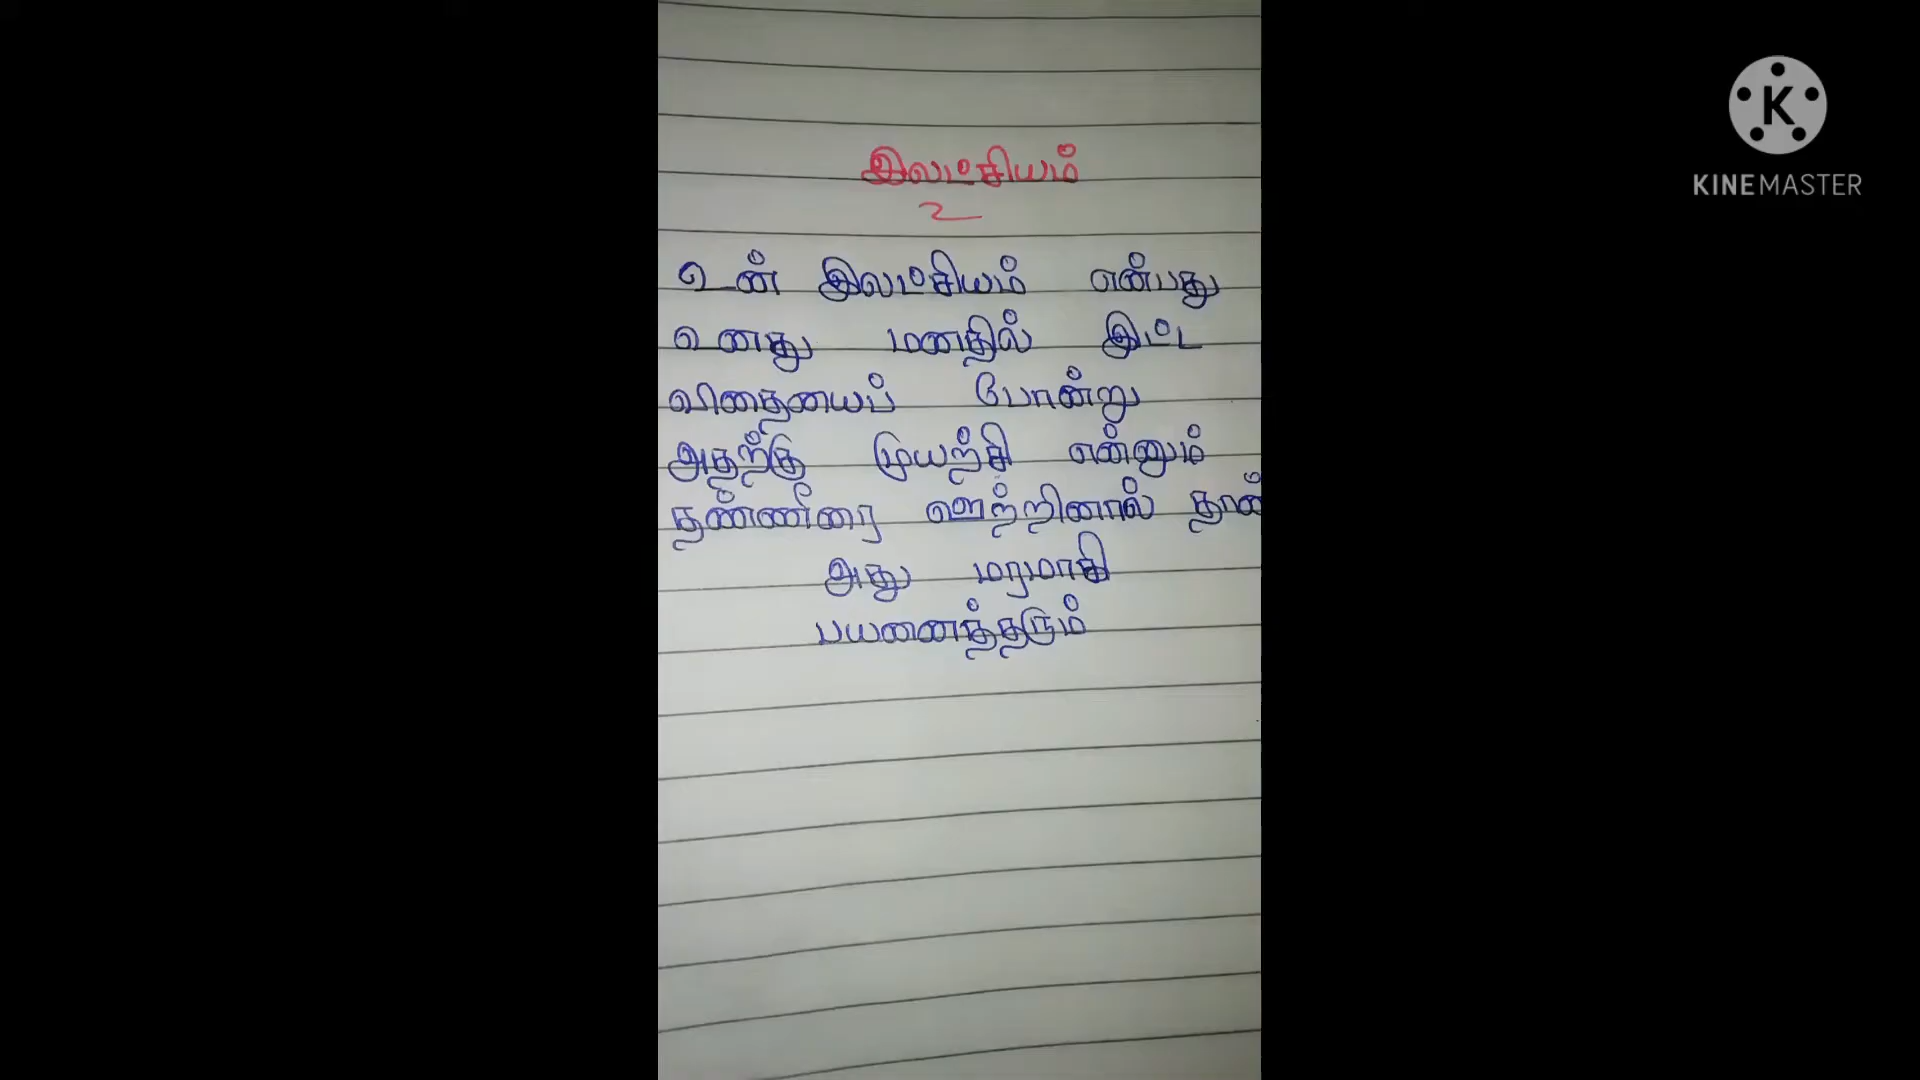 இலட்சியம்
உன் இலட்சியம் என்பது
உனது மனதில் இட்ட
விதையைப் போன்று
அதற்கு முயற்சி என்னும்
தண்ணீரை ஊற்றினால் தான்
அது மரமாகி
பயனைத்தரும்
KINEMASTER